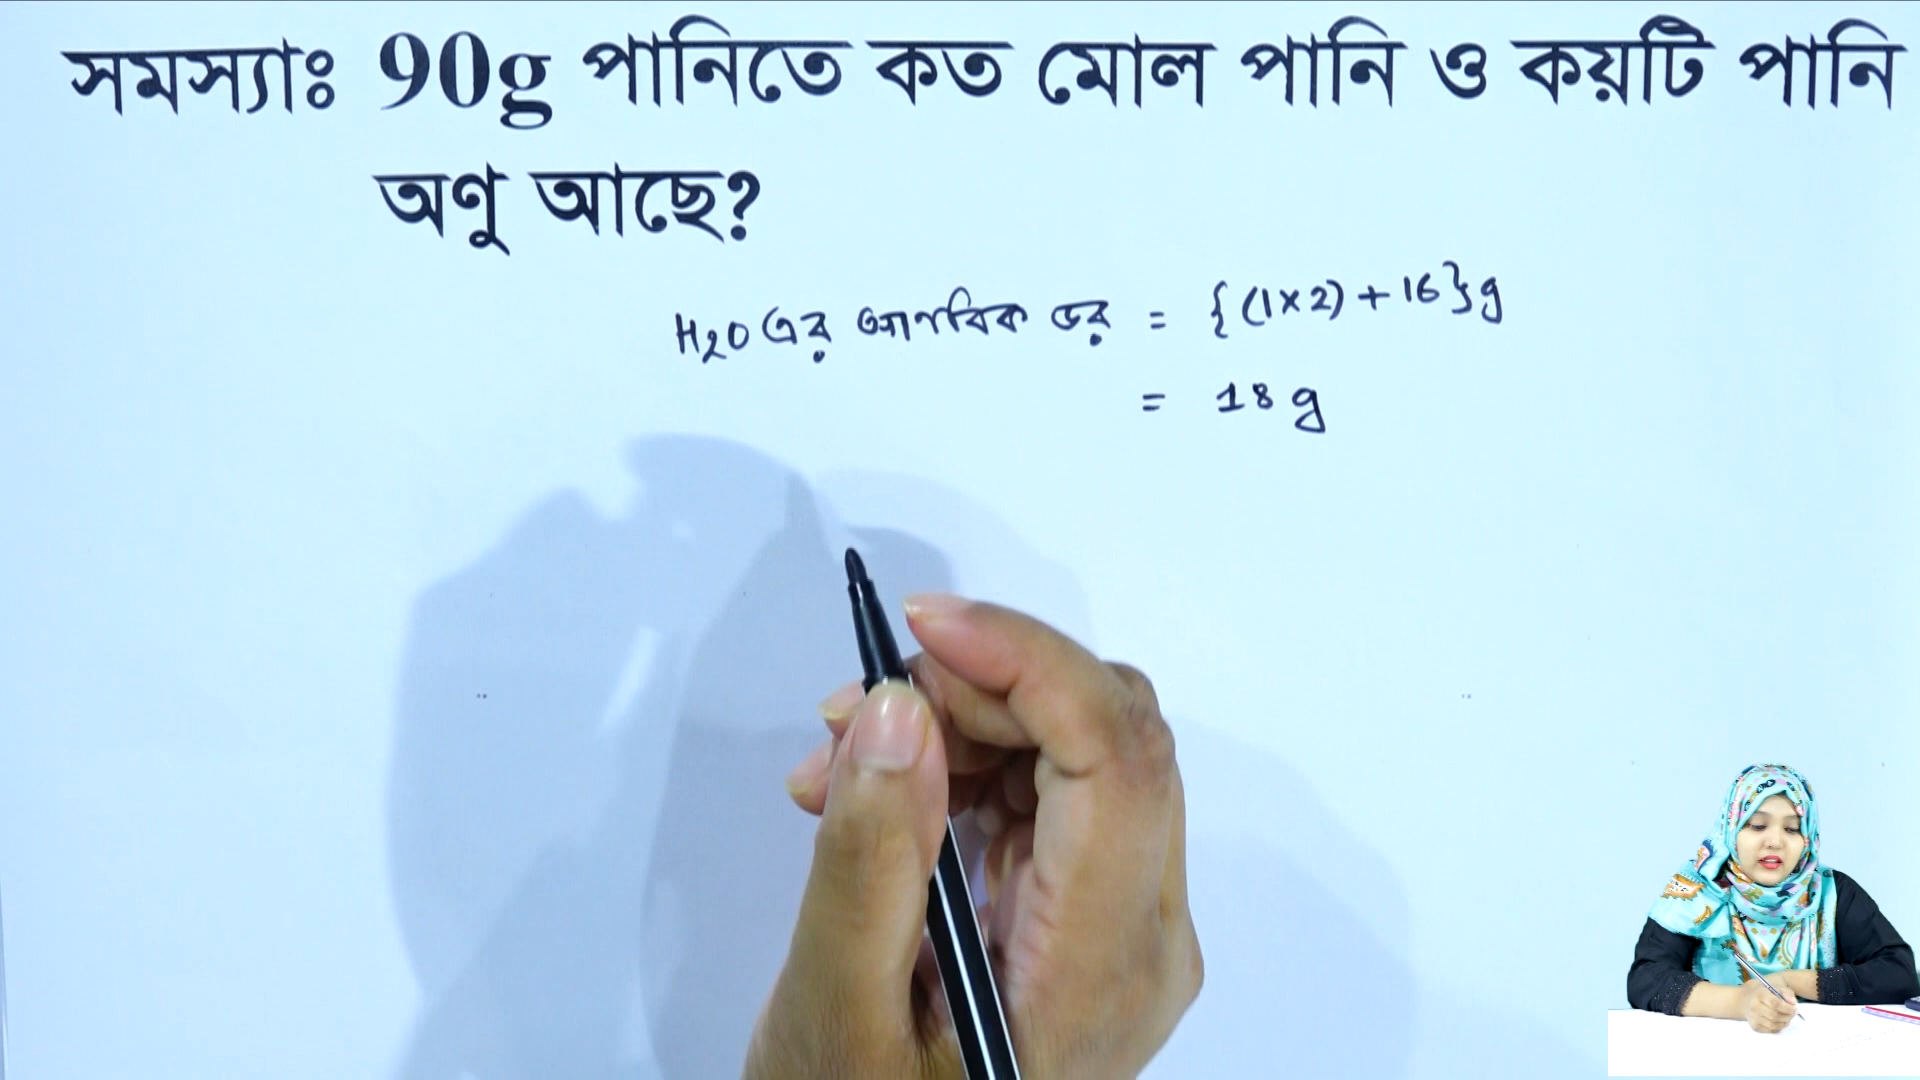 সমস্যাঃ 90g পানিতে কত মোল পানি ও কয়টি পানি
অণু আছে?
H2O এর আণবিক ভর = {(1×2) + 16}g
= 18 g